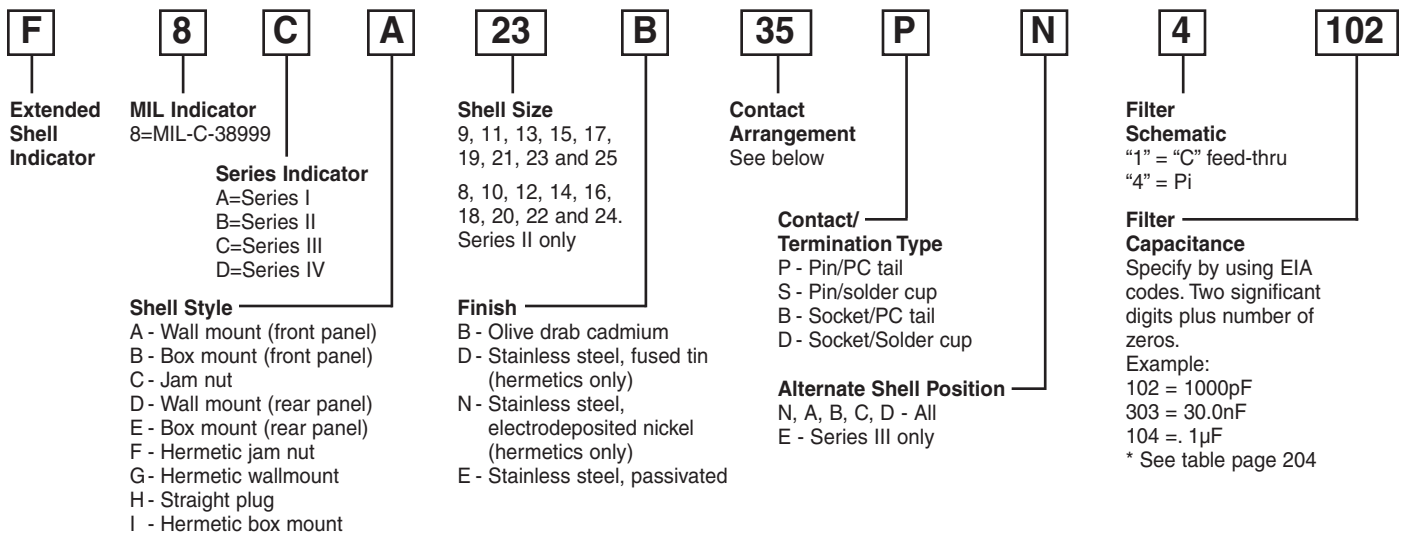 F 8 C A 23 B 35 P N 4 102
Extended
Shell
Indicator
MIL Indicator
8=MIL-C-38999
Series Indicator
A=Series I
B=Series II
C=Series III
D=Series IV
Shell Style
A - Wall mount (front panel)
B - Box mount (front panel)
C - Jam nut
D - Wall mount (rear panel)
E - Box mount (rear panel)
F - Hermetic jam nut
G - Hermetic wallmount
H - Straight plug
I - Hermetic box mount
Shell Size
9, 11, 13, 15, 17,
19, 21, 23 and 25
8, 10, 12, 14, 16,
18, 20, 22 and 24.
Series II only
Finish
B - Olive drab cadmium
D - Stainless steel, fused tin
(hermetics only)
N - Stainless steel,
electrodeposited nickel
(hermetics only)
E - Stainless steel, passivated
Contact
Arrangement
See below
Contact/
Termination Type
P - Pin/PC tail
S - Pin/solder cup
B - Socket/PC tail
D - Socket/Solder cup
Alternate Shell Position
N, A, B, C, D - All
E - Series III only
Filter
Schematic
“1” = “C” feed-thru
“4” = Pi
Filter
Capacitance
Specify by using EIA
codes. Two significant
digits plus number of
zeros.
Example:
102 = 1000pF
303 = 30.0nF
104 =. 1µF
* See table page 204